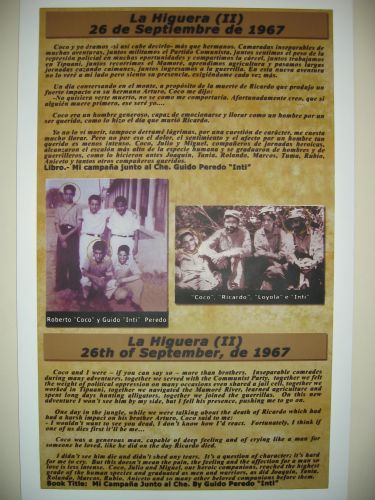 La Higuera (II)
26 de Septiembre de 1967
Coco y yo éramos -si así cabe decirlo- más que hermanos. Camaradas inseparables de
muchas aventuras, juntos militamos el Partido Comunista, juntos sentimos el peso de la
represión policial en muchas oportunidades y compartimos la cárcel, juntos trabajamos
en Tipuani, juntos recorrimos el Mamoré, aprendimos agricultura y pasamos largas
jornadas cazando caimanes, juntos ingresamos a la guerrilla. En esta nueva aventura
no lo veré a mi lado pero siento su presencia, exigiéndome cada vez más.
Un día conversando en el monte, a propósito de la muerte de Ricardo que produjo un
fuerte impacto en su hermano Arturo, Coco me dijo:
-No quisiera verte muerto, no sé como me comportaría. Afortunadamente creo, que si
alguien muere primero, ese seré yo....
Coco era un hombre generoso, capaz de emocionarse y llorar como un hombre por un
ser querido, como lo hizo el día que murió Ricardo.
Yo no lo vi morir, tampoco derramé lágrimas, por una cuestión de carácter, me cuesta
mucho llorar. Pero no por eso el dolor, el sentimiento y el afecto por un hombre tan
querido es menos intenso. Coco, Julio y Miguel, compañeros de jornadas heroicas,
alcanzaron el escalón más alto de la especie humana y se graduaron de hombres y de
guerrilleros, como lo hicieron antes Joaquín, Tania, Rolando, Marcos, Tuma, Rubio,
Aniceto y tantos otros compañeros queridos.
Libro.- Mi campaña junto al Che. Guido Peredo "Inti"
Roberto "Coco" y Guido "Inti" Peredo
"Coco", "Ricardo", "Loyola" e "Inti"
La Higuera (II)
26th of September, de 1967
Coco and I were – if you can say so – more than brothers. Inseparable comrades
during many adventures, together we served with the Communist Party, together we felt
the weight of political oppression on many occasions even shared a jail cell, together we
worked in Tipuani, together we navigated the Mamoré River, learned agriculture and
spent long days hunting alligators, together we joined the guerrillas. On this new
adventure I won't see him by my side, but I felt his presence, pushing me to go on.
One day in the jungle, while we were talking about the death of Ricardo which had
had a harsh impact on his brother Arturo, Coco said to me:
- I wouldn't want to see you dead, I don't know how I'd react. Fortunately, I think if
one of us dies first it'll be me...
Coco was a generous man, capable of deep feeling and of crying like a man for
someone he loved, like he did on the day Ricardo died.
I didn't see him die and didn't shed any tears. It's a question of character; it's hard
for me to cry. But this doesn't mean the pain, the feeling and the affection for a man so
love is less intense. Coco, Julio and Miguel, our heroic companions, reached the highest
grade of the human species and graduated as men and warriors, as did Joaquín, Tania,
Rolando, Marcos, Rubio, Aniceto and so many other beloved companions before them.
Book Title: Mi Campaña Junto al Che. By Guido Peredo "Inti"